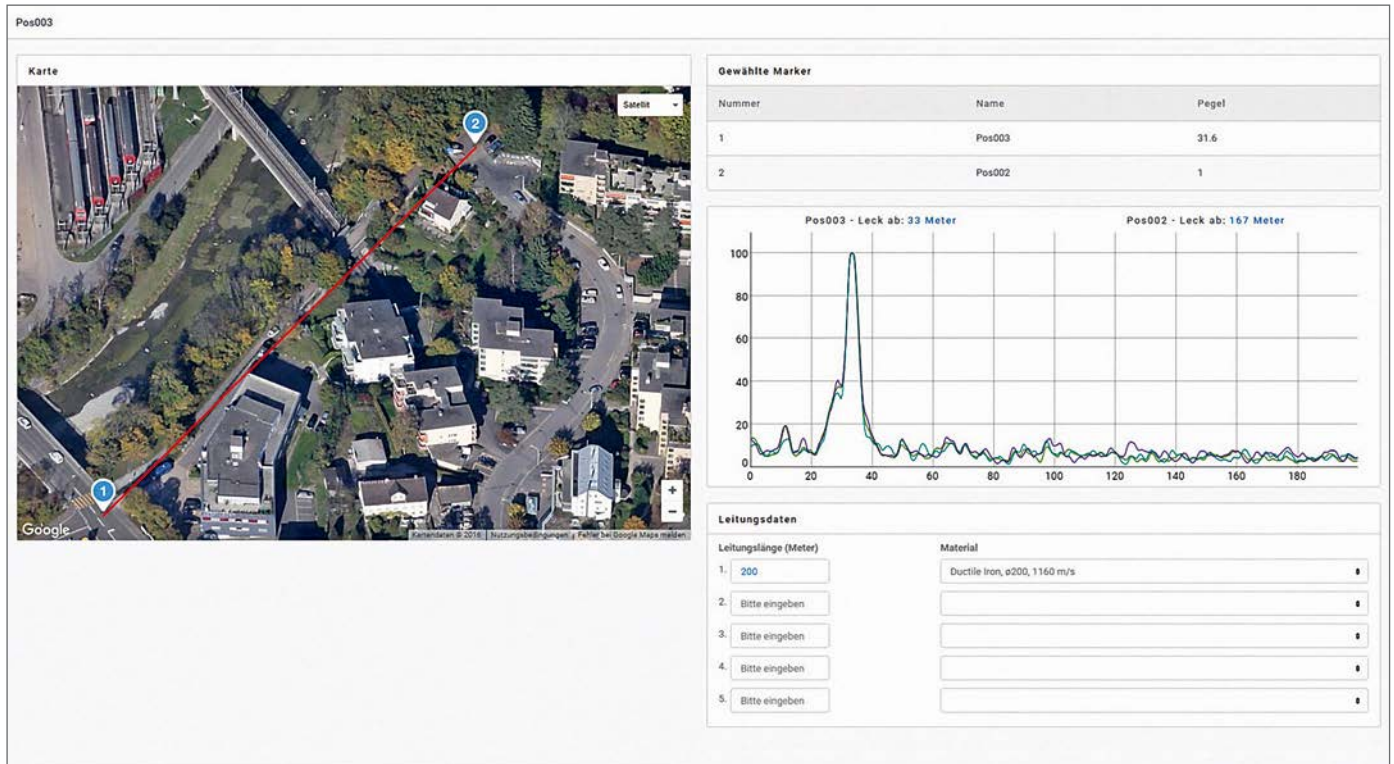 Pos003
Karte
Satellit
2
1
+
−
Google
Kartendaten © 2016 Nutzungsbedingungen Fehler bei Google Maps melden
Gewählte Marker
Nummer Name Pegel
1 Pos003 31.6
2 Pos002 1
Pos003 - Leck ab: 33 Meter Pos002 - Leck ab: 167 Meter
100
80
60
40
20
0
0 20 40 60 80 100 120 140 160 180
Leitungsdaten
Leitungslänge (Meter) Material
1. 200 Ductile Iron, ø200, 1160 m/s
2. Bitte eingeben
3. Bitte eingeben
4. Bitte eingeben
5. Bitte eingeben